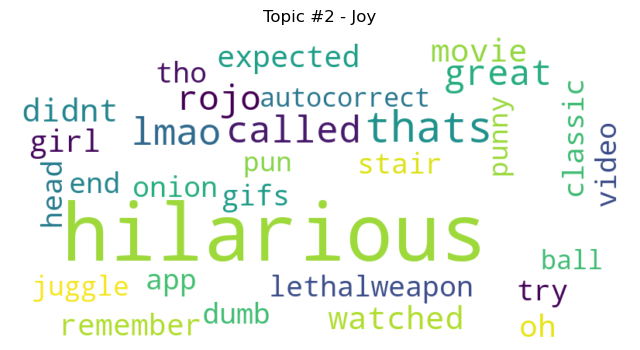 Topic #2 - Joy
expected
movie
tho
great
rojo
autocorrect
didnt
lmao
called
thats
punny
classic
video
girl
pun
stair
head
end
onion
gifs
hilarious
ball
juggle
app
lethalweapon
try
remember
dumb
watched
oh